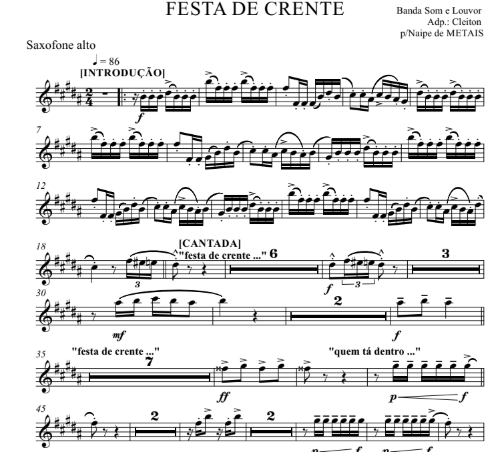 FESTA DE CRENTE
Banda Som e Louvor
Adp.: Cleiton
p/Naipe de METAIS
Saxofone alto
♩ = 86
[INTRODUÇÃO]
2
4
f
7
12
18
[CANTADA]
"festa de crente ..." 6
3
f
3
3
30
mf
2
f
35
"festa de crente ..."
7
ff
"quem tá dentro ..."
p f
45
2
2
p f
p f